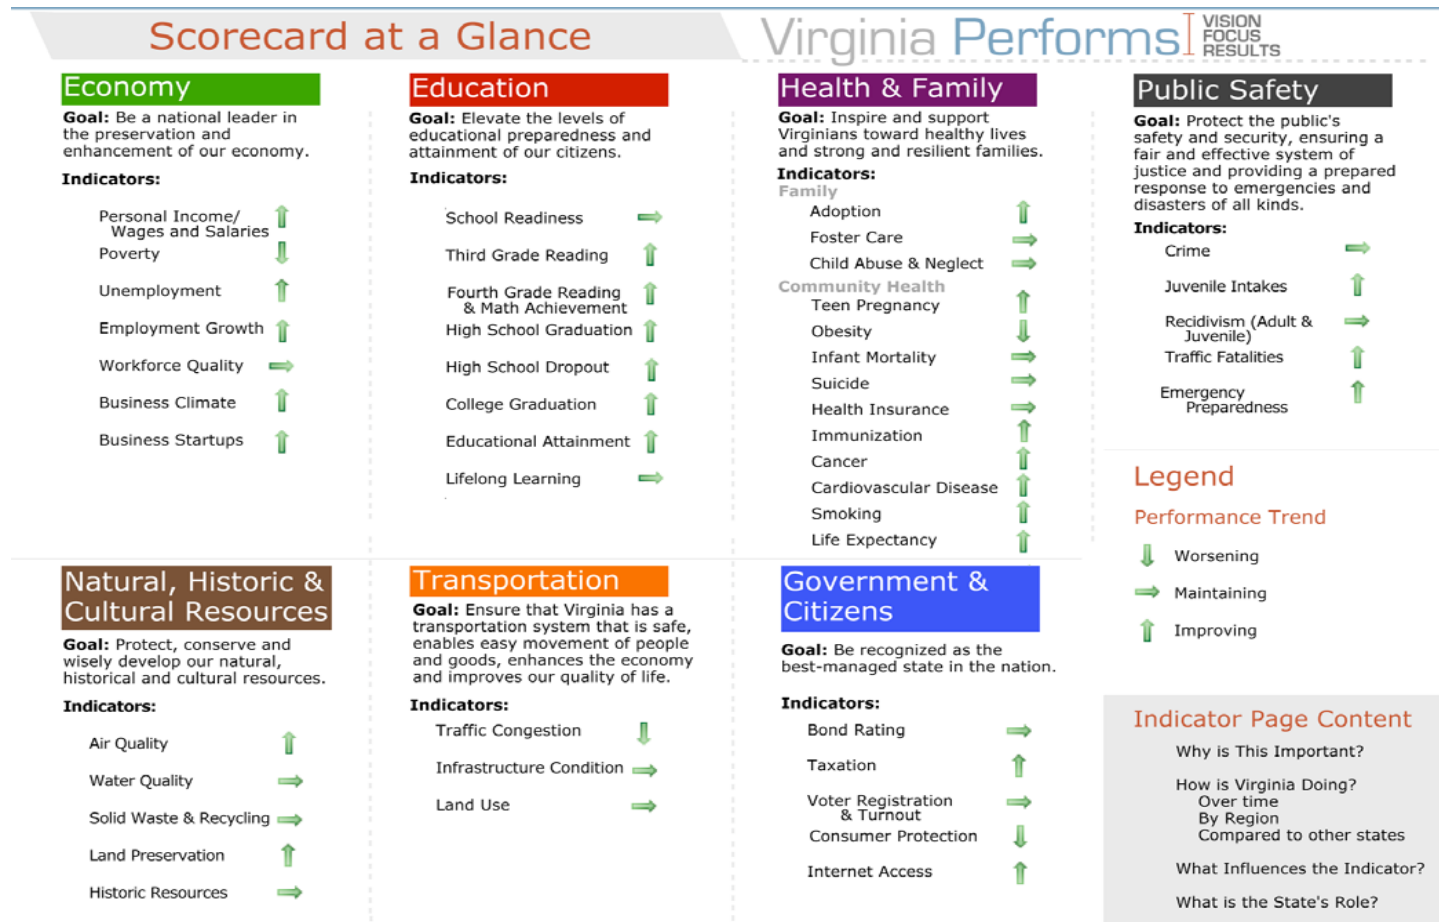 Scorecard at a Glance
Virginia Performs
VISION
FOCUS
RESULTS
Economy
Goal: Be a national leader in
the preservation and
enhancement of our economy.
Indicators:
Personal Income/
Wages and Salaries
Poverty
Unemployment
Employment Growth
Workforce Quality
Business Climate
Business Startups
Education
Goal: Elevate the levels of
educational preparedness and
attainment of our citizens.
Indicators:
School Readiness
Third Grade Reading
Fourth Grade Reading
& Math Achievement
High School Graduation
High School Dropout
College Graduation
Educational Attainment
Lifelong Learning
Health & Family
Goal: Inspire and support
Virginians toward healthy lives
and strong and resilient families.
Indicators:
Family
Adoption
Foster Care
Child Abuse & Neglect
Community Health
Teen Pregnancy
Obesity
Infant Mortality
Suicide
Health Insurance
Immunization
Cancer
Cardiovascular Disease
Smoking
Life Expectancy
Public Safety
Goal: Protect the public's
safety and security, ensuring a
fair and effective system of
justice and providing a prepared
response to emergencies and
disasters of all kinds.
Indicators:
Crime
Juvenile Intakes
Recidivism (Adult &
Juvenile)
Traffic Fatalities
Emergency
Preparedness
Legend
Performance Trend
Worsening
Maintaining
Improving
Natural, Historic &
Cultural Resources
Goal: Protect, conserve and
wisely develop our natural,
historical and cultural resources.
Indicators:
Air Quality
Water Quality
Solid Waste & Recycling
Land Preservation
Historic Resources
Transportation
Goal: Ensure that Virginia has a
transportation system that is safe,
enables easy movement of people
and goods, enhances the economy
and improves our quality of life.
Indicators:
Traffic Congestion
Infrastructure Condition
Land Use
Government &
Citizens
Goal: Be recognized as the
best-managed state in the nation.
Indicators:
Bond Rating
Taxation
Voter Registration
& Turnout
Consumer Protection
Internet Access
Indicator Page Content
Why is This Important?
How is Virginia Doing?
Over time
By Region
Compared to other states
What Influences the Indicator?
What is the State's Role?